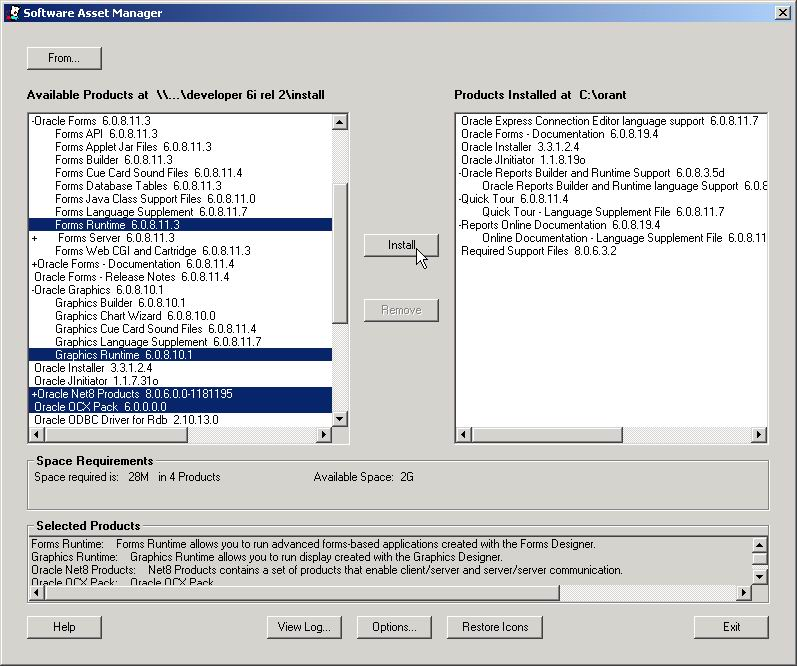 Software Asset Manager
From...
Available Products at \\...\developer 6i rel 2\install
-Oracle Forms 6.0.8.11.3
Forms API 6.0.8.11.3
Forms Applet Jar Files 6.0.8.11.3
Forms Builder 6.0.8.11.3
Forms Cue Card Sound Files 6.0.8.11.4
Forms Database Tables 6.0.8.11.3
Forms Java Class Support Files 6.0.8.11.0
Forms Language Supplement 6.0.8.11.7
Forms Runtime 6.0.8.11.3
+ Forms Server 6.0.8.11.3
Forms Web CGI and Cartridge 6.0.8.11.3
+Oracle Forms - Documentation 6.0.8.11.4
Oracle Forms - Release Notes 6.0.8.11.4
-Oracle Graphics 6.0.8.10.1
Graphics Builder 6.0.8.10.1
Graphics Chart Wizard 6.0.8.10.0
Graphics Cue Card Sound Files 6.0.8.11.4
Graphics Language Supplement 6.0.8.11.7
Graphics Runtime 6.0.8.10.1
Oracle Installer 3.3.1.2.4
Oracle JInitiator 1.1.7.31o
+Oracle Net8 Products 8.0.6.0.0-1181195
Oracle OCX Pack 6.0.0.0.0
Oracle ODBC Driver for Rdb 2.10.13.0
Install
Remove
Products Installed at C:\orant
Oracle Express Connection Editor language support 6.0.8.11.7
Oracle Forms - Documentation 6.0.8.19.4
Oracle Installer 3.3.1.2.4
Oracle JInitiator 1.1.8.19o
-Oracle Reports Builder and Runtime Support 6.0.8.3.5d
Oracle Reports Builder and Runtime language Support 6.0.8
-Quick Tour 6.0.8.11.4
Quick Tour - Language Supplement File 6.0.8.11.7
-Reports Online Documentation 6.0.8.19.4
Online Documentation - Language Supplement File 6.0.8.11
Required Support Files 8.0.6.3.2
Space Requirements
Space required is: 28M in 4 Products Available Space: 2G
Selected Products
Forms Runtime: Forms Runtime allows you to run advanced forms-based applications created with the Forms Designer.
Graphics Runtime: Graphics Runtime allows you to run display created with the Graphics Designer.
Oracle Net8 Products: Net8 Products contains a set of products that enable client/server and server/server communication.
Oracle OCX Pack: Oracle OCX Pack
Help
View Log...
Options...
Restore Icons
Exit